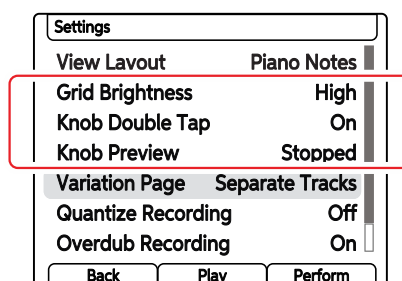 Settings
View Layout Piano Notes
Grid Brightness High
Knob Double Tap On
Knob Preview Stopped
Variation Page Separate Tracks
Quantize Recording Off
Overdub Recording On
Back Play Perform